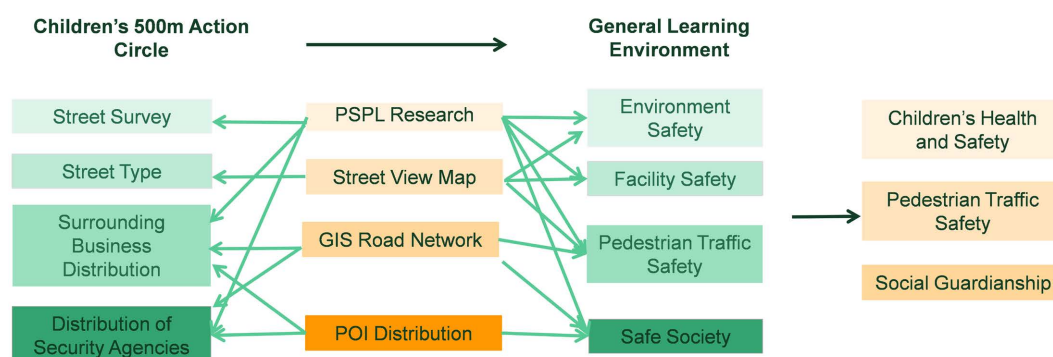 Children's 500m Action
Circle
General Learning
Environment
Street Survey
PSPL Research
Environment
Safety
Children's Health
and Safety
Street Type
Street View Map
Facility Safety
Surrounding
Business
Distribution
GIS Road Network
Pedestrian Traffic
Safety
Pedestrian Traffic
Safety
Social Guardianship
Distribution of
Security Agencies
POI Distribution
Safe Society